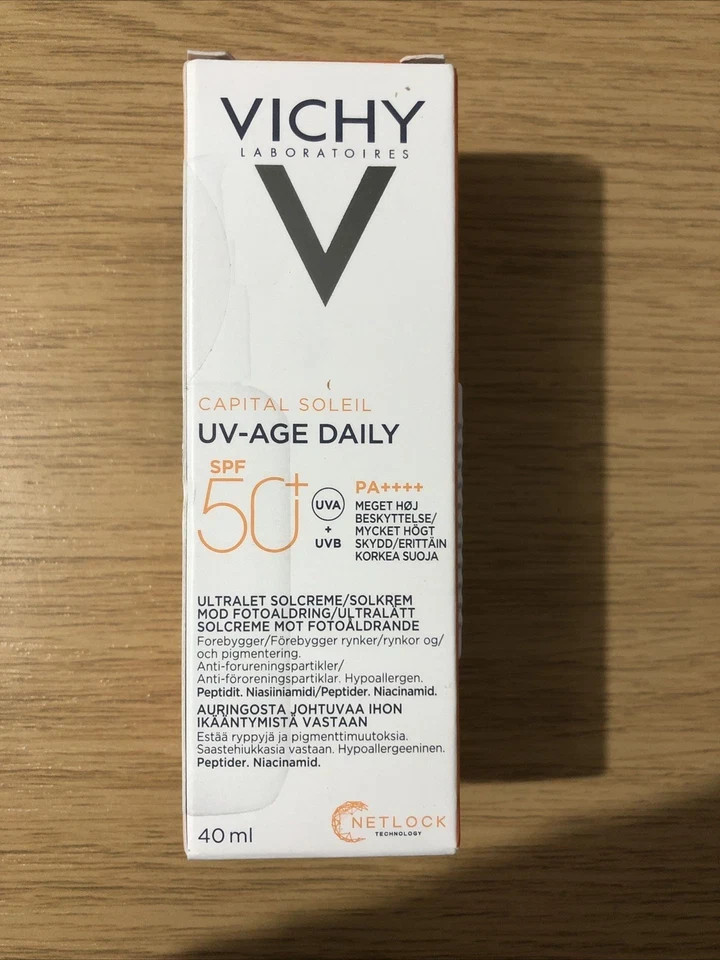 VICHY
LABORATOIRES
CAPITAL SOLEIL
UV-AGE DAILY
SPF
50+
UVA
+
UVB
PA++++
MEGET HØJ
BESKYTTELSE/
MYCKET HÖGT
SKYDD/ERITTÄIN
KORKEA SUOJA
ULTRALET SOLCREME/SOLKREM
MOD FOTOALDRING/ULTRALÄTT
SOLCREME MOT FOTOÅLDRANDE
Forebygger/Förebygger rynker/rynkor og/
och pigmentering.
Anti-forureningspartikler/
Anti-föroreningspartiklar. Hypoallergen.
Peptidit. Niasiiniamidi/Peptider. Niacinamid.
AURINGOSTA JOHTUVAA IHON
IKÄÄNTYMISTÄ VASTAAN
Estää ryppyjä ja pigmenttimuutoksia.
Saastehiukkasia vastaan. Hypoallergeeninen.
Peptider. Niacinamid.
40 ml
NETLOCK
TECHNOLOGY